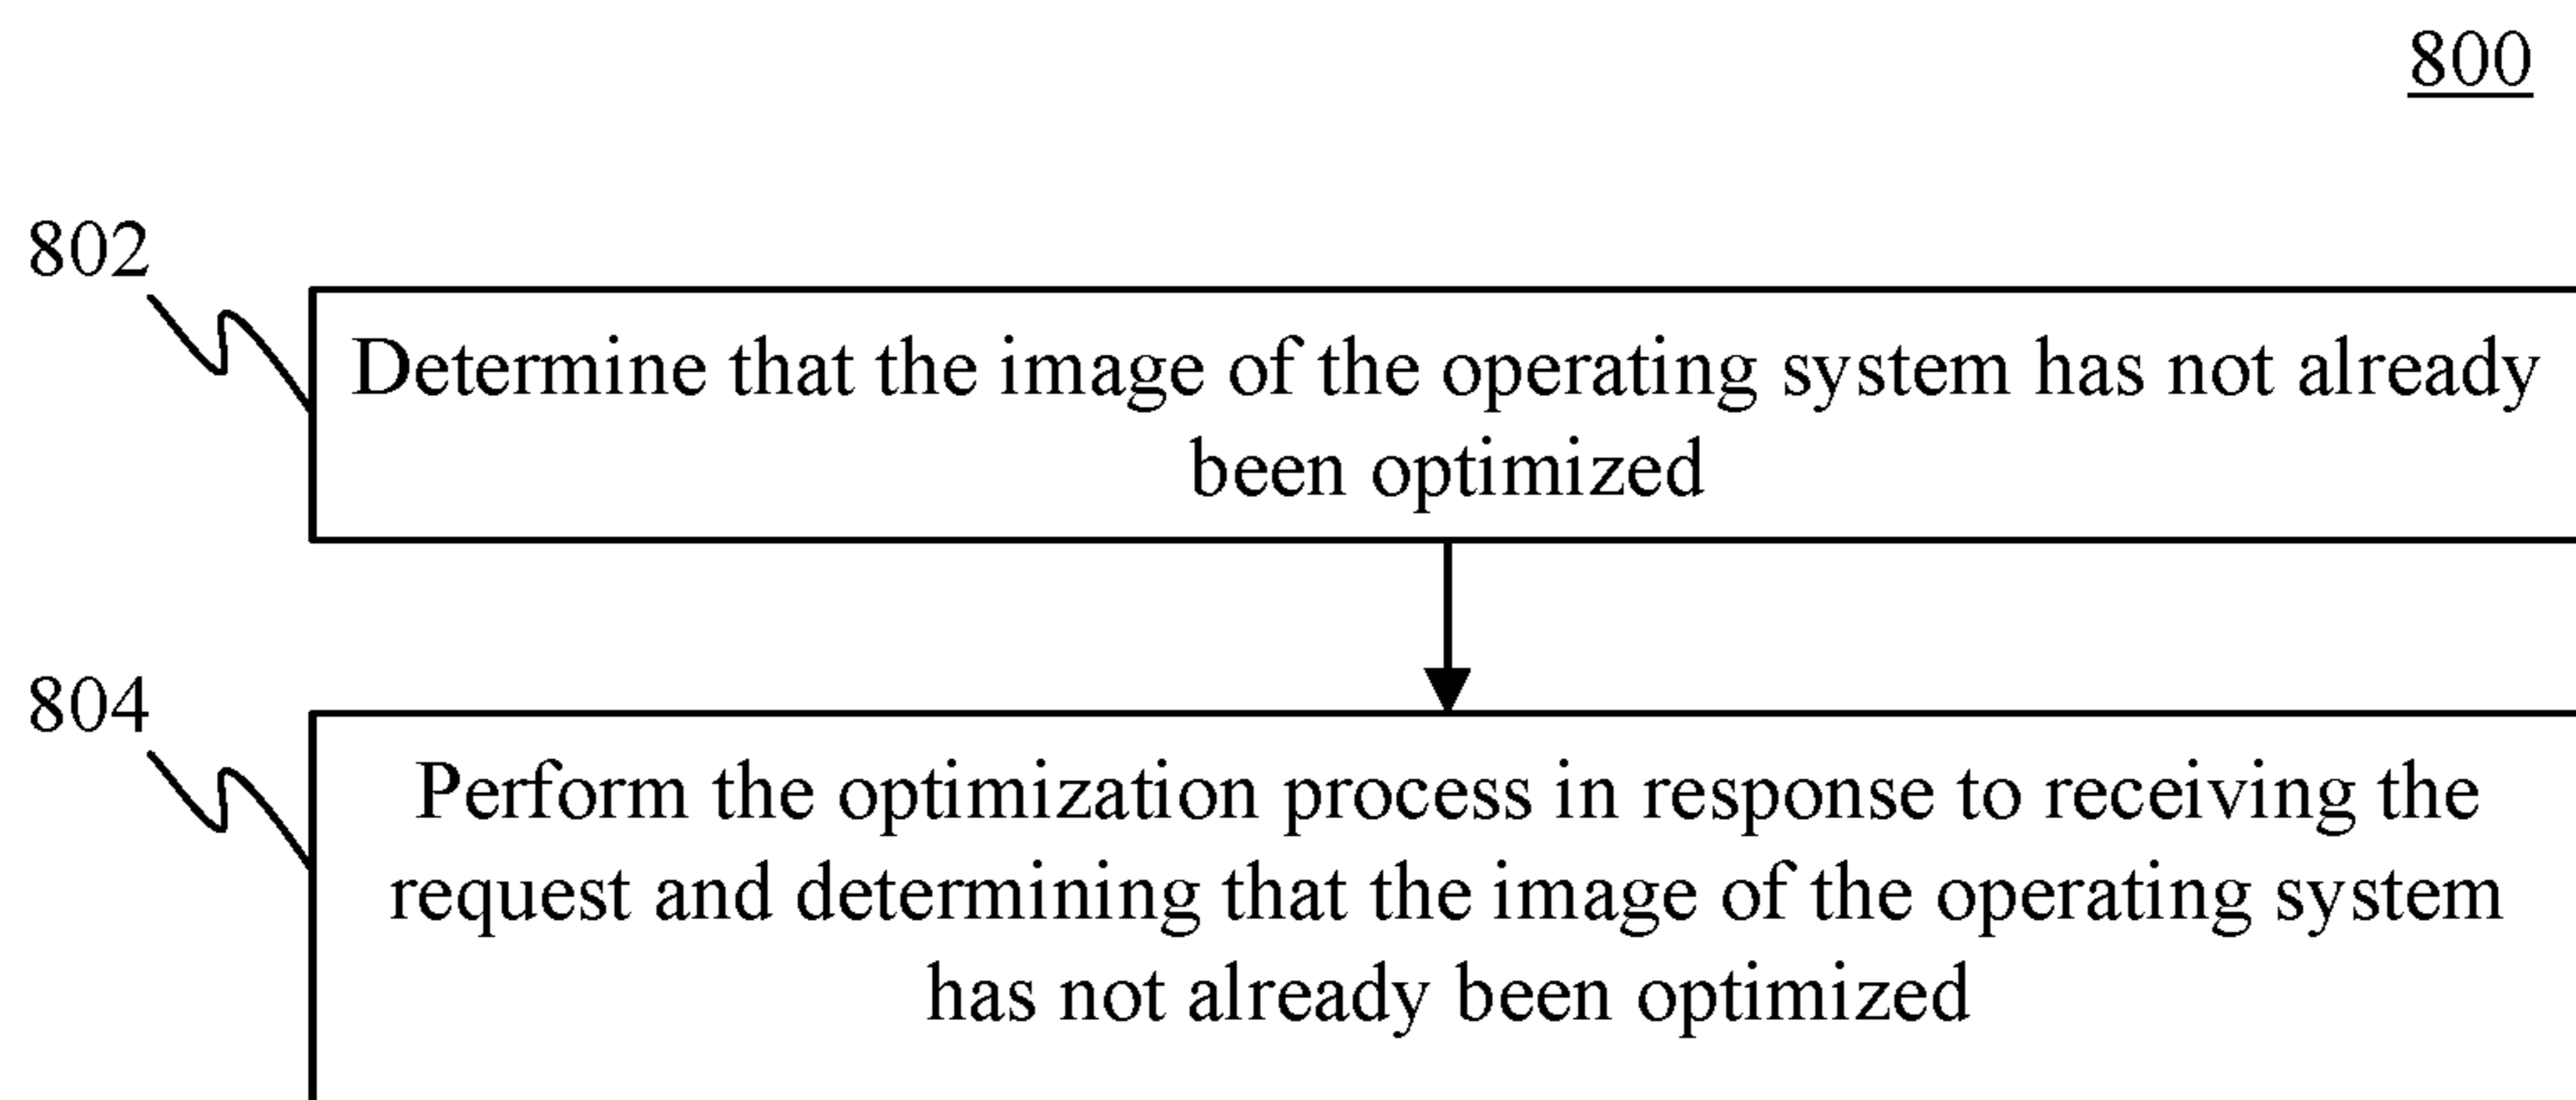 800
802
Determine that the image of the operating system has not already
been optimized
804
Perform the optimization process in response to receiving the
request and determining that the image of the operating system
has not already been optimized